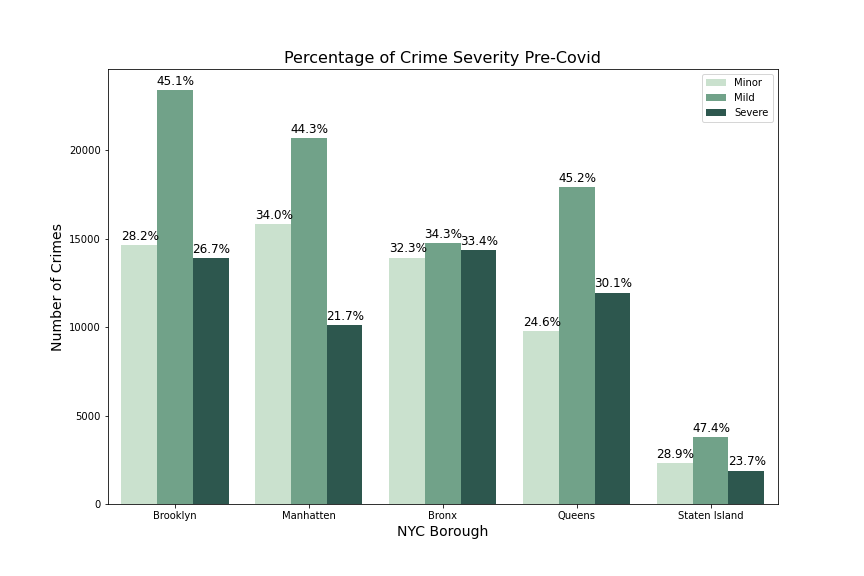 Percentage of Crime Severity Pre-Covid
45.1%
Minor
Mild
Severe
44.3%
45.2%
34.0%
28.2%
34.3%
33.4%
26.7%
32.3%
30.1%
21.7%
24.6%
47.4%
28.9%
23.7%
20000
15000
10000
5000
0
Number of Crimes
Brooklyn
Manhatten
Bronx
Queens
Staten Island
NYC Borough